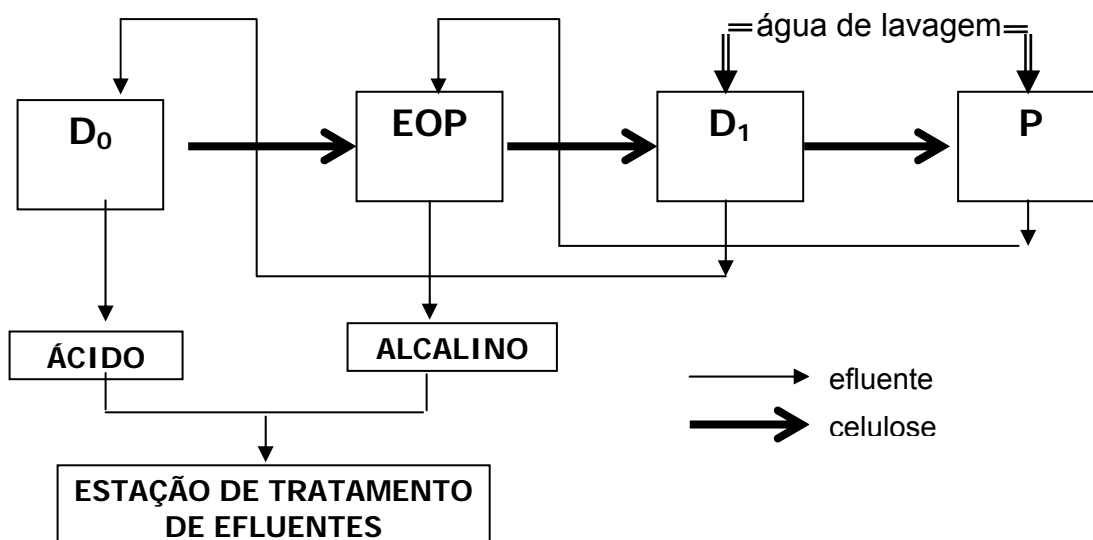 água de lavagem
D₀
EOP
D₁
P
ÁCIDO
ALCALINO
efluente
celulose
ESTAÇÃO DE TRATAMENTO
DE EFLUENTES